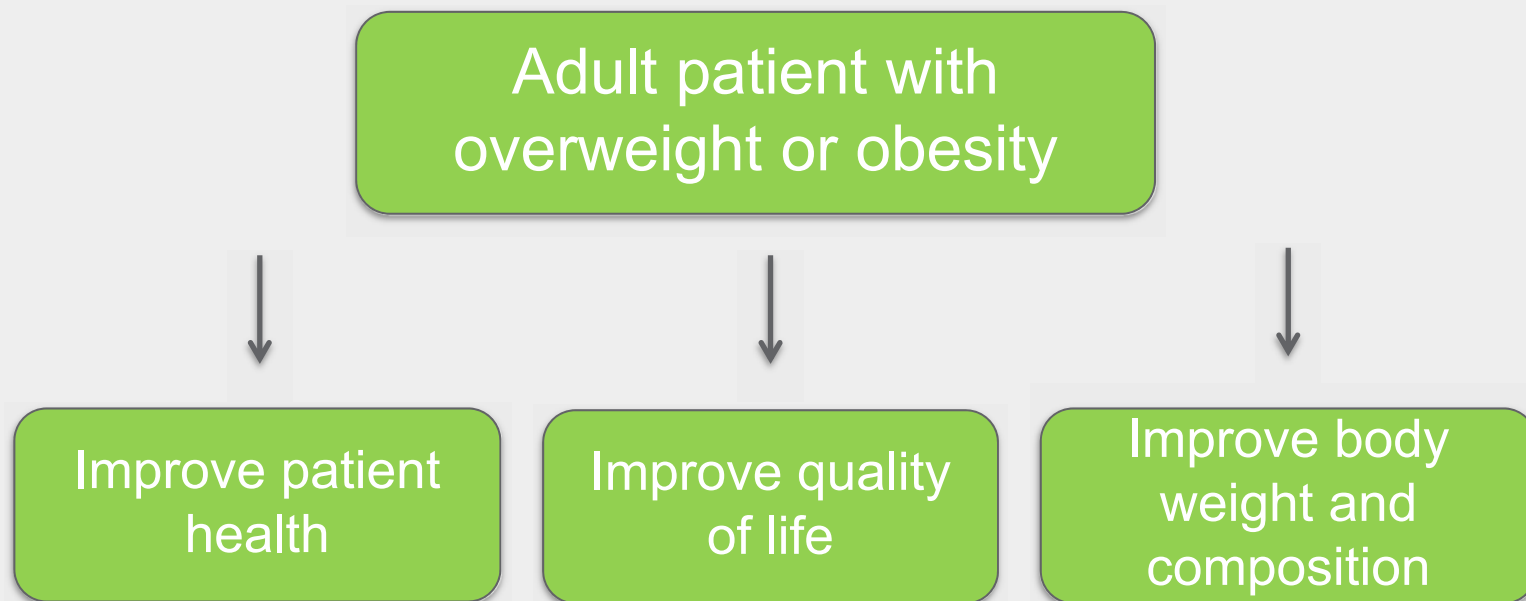 Adult patient with
overweight or obesity
Improve patient
health
Improve quality
of life
Improve body
weight and
composition